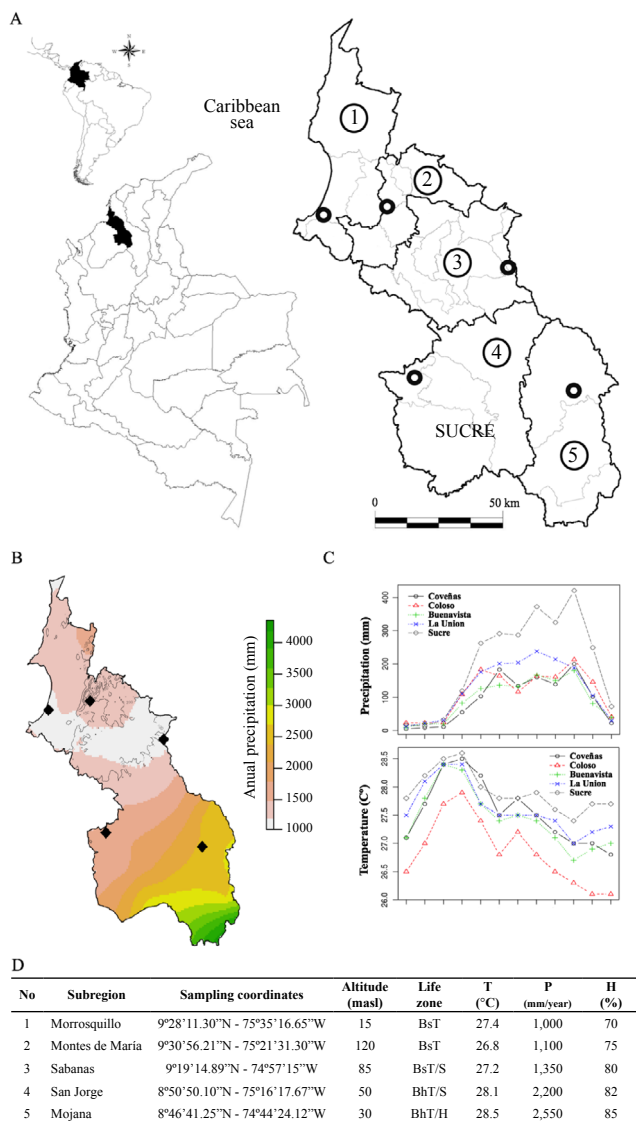 A
N
W
E
S
Caribbean
sea
1
2
3
4
SUCRE
5
0 50 km
B
Anual precipitation (mm)
4000
3500
3000
2500
2000
1500
1000
C
Precipitation (mm)
400
300
200
100
0
Coveñas
Coloso
Buenavista
La Union
Sucre
Temperature (Cº)
28.5
28.0
27.5
27.0
26.5
26.0
Coveñas
Coloso
Buenavista
La Union
Sucre
D
No Subregion Sampling coordinates Altitude (masl) Life zone T (°C) P (mm/year) H (%)
1 Morrosquillo 9º28’11.30”N - 75º35’16.65”W 15 BsT 27.4 1,000 70
2 Montes de María 9º30’56.21”N - 75º21’31.30”W 120 BsT 26.8 1,100 75
3 Sabanas 9º19’14.89”N - 74º57’15”W 85 BsT/S 27.2 1,350 80
4 San Jorge 8º50’50.10”N - 75º16’17.67”W 50 BhT/S 28.1 2,200 82
5 Mojana 8º46’41.25”N - 74º44’24.12”W 30 BhT/H 28.5 2,550 85